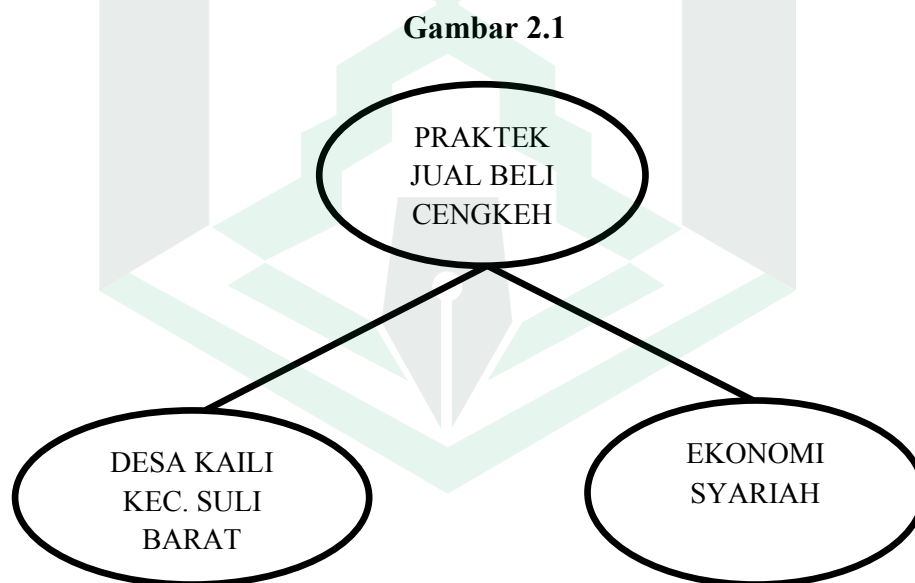 Gambar 2.1
PRAKTEK
JUAL BELI
CENGKEH
DESA KAILI
KEC. SULI
BARAT
EKONOMI
SYARIAH